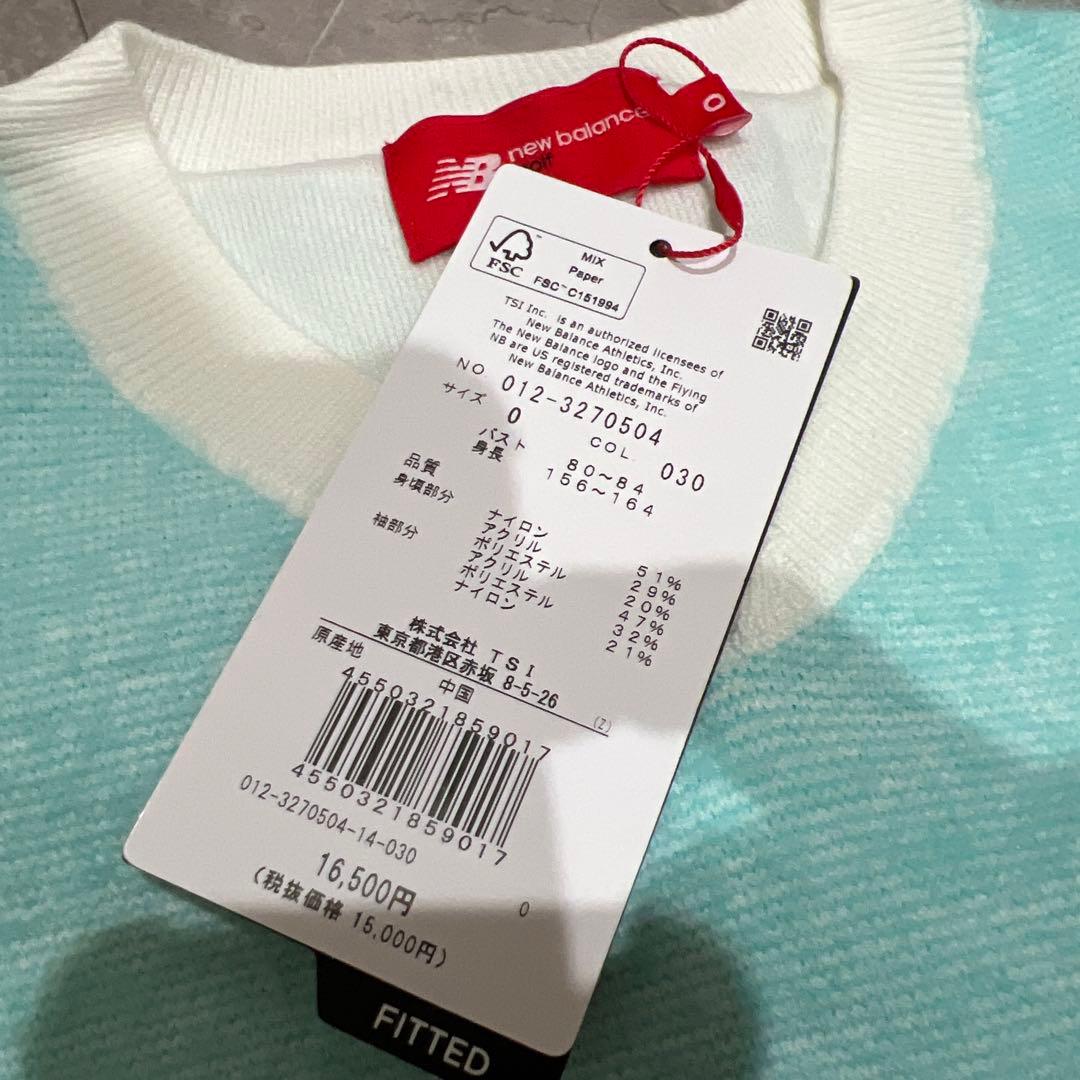 new balance
golf
NB
0
FSC™
MIX
Paper
FSC™ C151994
TSI Inc. is an authorized licensees of
New Balance Athletics, Inc.
The New Balance logo and the Flying
NB are US registered trademarks of
New Balance Athletics, Inc.
NO. 012-3270504
サイズ 0 COL. 030
バスト 80～84
身長 156～164
品質
身頃部分 ナイロン 51%
アクリル 29%
ポリエステル 20%
袖部分 アクリル 47%
ポリエステル 32%
ナイロン 21%
株式会社 TSI
東京都港区赤坂 8-5-26
原産地 中国 (Z)
4550321859017
4550321859017
012-3270504-14-030
16,500円 0
(税抜価格 15,000円)
FITTED